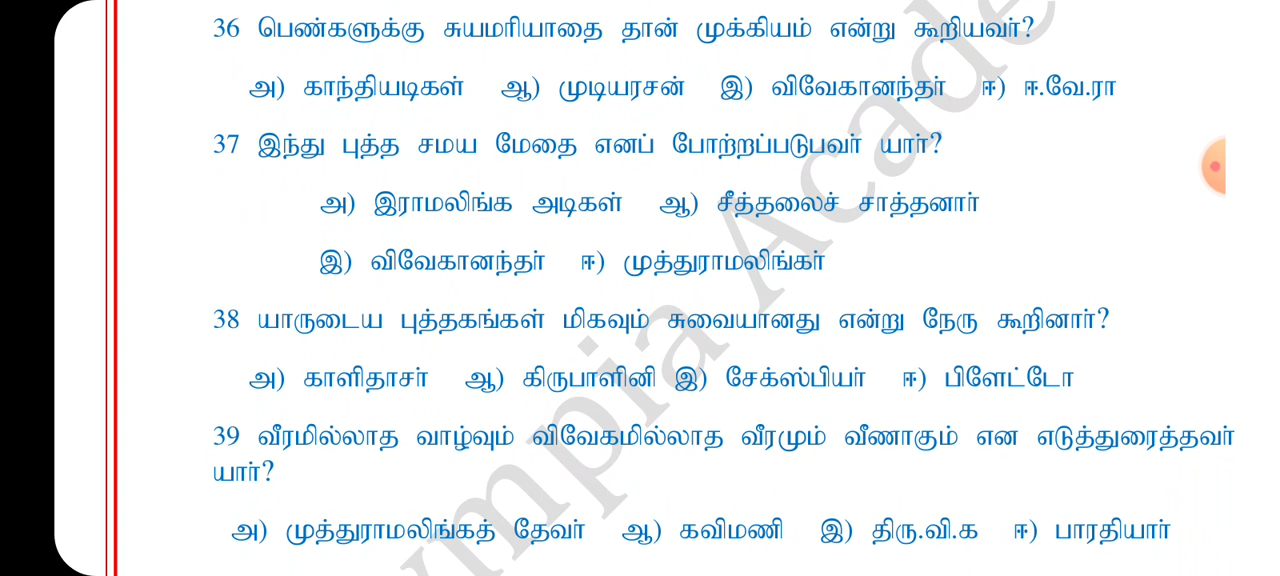 36 பெண்களுக்கு சுயமரியாதை தான் முக்கியம் என்று கூறியவர்?
அ) காந்தியடிகள் ஆ) முடியரசன் இ) விவேகானந்தர் ஈ) ஈ.வே.ரா
37 இந்து புத்த சமய மேதை எனப் போற்றப்படுபவர் யார்?
அ) இராமலிங்க அடிகள் ஆ) சீத்தலைச் சாத்தனார்
இ) விவேகானந்தர் ஈ) முத்துராமலிங்கர்
38 யாருடைய புத்தகங்கள் மிகவும் சுவையானது என்று நேரு கூறினார்?
அ) காளிதாசர் ஆ) கிருபாளினி இ) சேக்ஸ்பியர் ஈ) பிளேட்டோ
39 வீரமில்லாத வாழ்வும் விவேகமில்லாத வீரமும் வீணாகும் என எடுத்துரைத்தவர்
யார்?
அ) முத்துராமலிங்கத் தேவர் ஆ) கவிமணி இ) திரு.வி.க ஈ) பாரதியார்